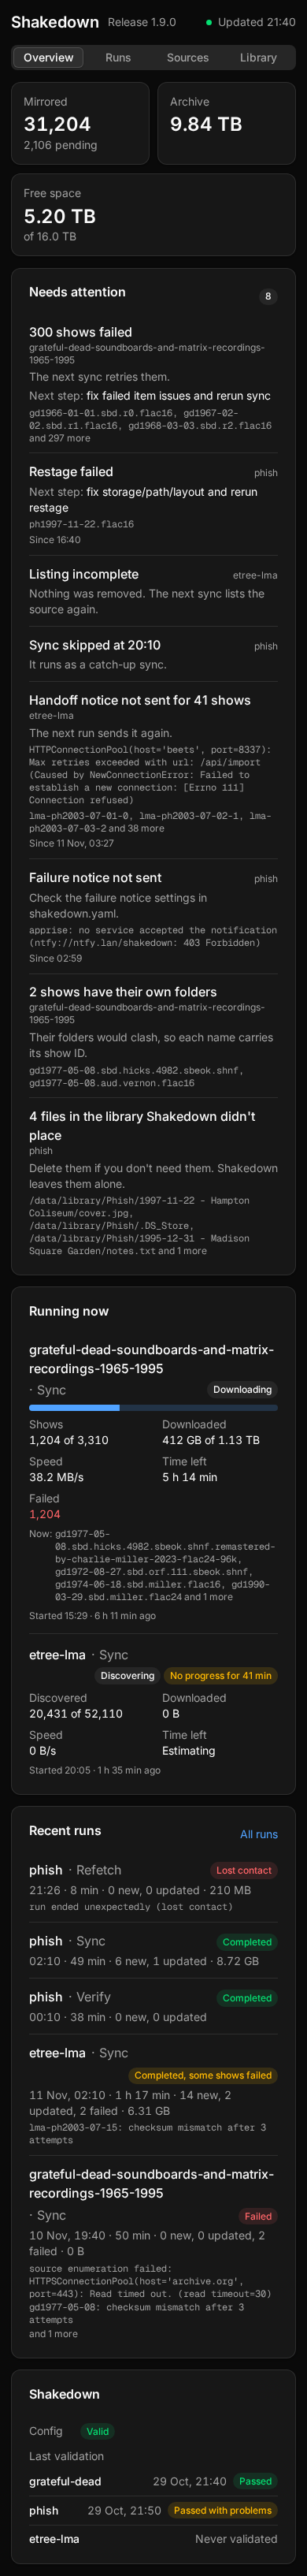 Shakedown Release 1.9.0 Updated 21:40
Overview Runs Sources Library
Mirrored
31,204
2,106 pending
Archive
9.84 TB
Free space
5.20 TB
of 16.0 TB
Needs attention 8
300 shows failed
grateful-dead-soundboards-and-matrix-recordings-
1965-1995
The next sync retries them.
Next step: fix failed item issues and rerun sync
gd1966-01-01.sbd.r0.flac16, gd1967-02-
02.sbd.r1.flac16, gd1968-03-03.sbd.r2.flac16
and 297 more
Restage failed phish
Next step: fix storage/path/layout and rerun
restage
ph1997-11-22.flac16
Since 16:40
Listing incomplete etree-lma
Nothing was removed. The next sync lists the
source again.
Sync skipped at 20:10 phish
It runs as a catch-up sync.
Handoff notice not sent for 41 shows
etree-lma
The next run sends it again.
HTTPConnectionPool(host='beets', port=8337):
Max retries exceeded with url: /api/import
(Caused by NewConnectionError: Failed to
establish a new connection: [Errno 111]
Connection refused)
lma-ph2003-07-01-0, lma-ph2003-07-02-1, lma-
ph2003-07-03-2 and 38 more
Since 11 Nov, 03:27
Failure notice not sent phish
Check the failure notice settings in
shakedown.yaml.
apprise: no service accepted the notification
(ntfy://ntfy.lan/shakedown: 403 Forbidden)
Since 02:59
2 shows have their own folders
grateful-dead-soundboards-and-matrix-recordings-
1965-1995
Their folders would clash, so each name carries
its show ID.
gd1977-05-08.sbd.hicks.4982.sbeok.shnf,
gd1977-05-08.aud.vernon.flac16
4 files in the library Shakedown didn't
place
phish
Delete them if you don't need them. Shakedown
leaves them alone.
/data/library/Phish/1997-11-22 - Hampton
Coliseum/cover.jpg,
/data/library/Phish/.DS_Store,
/data/library/Phish/1995-12-31 - Madison
Square Garden/notes.txt and 1 more
Running now
grateful-dead-soundboards-and-matrix-
recordings-1965-1995
· Sync Downloading
Shows Downloaded
1,204 of 3,310 412 GB of 1.13 TB
Speed Time left
38.2 MB/s 5 h 14 min
Failed
1,204
Now: gd1977-05-
08.sbd.hicks.4982.sbeok.shnf.remastered-
by-charlie-miller-2023-flac24-96k,
gd1972-08-27.sbd.orf.111.sbeok.shnf,
gd1974-06-18.sbd.miller.flac16, gd1990-
03-29.sbd.miller.flac24 and 1 more
Started 15:29 · 6 h 11 min ago
etree-lma · Sync
Discovering No progress for 41 min
Discovered Downloaded
20,431 of 52,110 0 B
Speed Time left
0 B/s Estimating
Started 20:05 · 1 h 35 min ago
Recent runs All runs
phish · Refetch Lost contact
21:26 · 8 min · 0 new, 0 updated · 210 MB
run ended unexpectedly (lost contact)
phish · Sync Completed
02:10 · 49 min · 6 new, 1 updated · 8.72 GB
phish · Verify Completed
00:10 · 38 min · 0 new, 0 updated
etree-lma · Sync
Completed, some shows failed
11 Nov, 02:10 · 1 h 17 min · 14 new, 2
updated, 2 failed · 6.31 GB
lma-ph2003-07-15: checksum mismatch after 3
attempts
grateful-dead-soundboards-and-matrix-
recordings-1965-1995
· Sync Failed
10 Nov, 19:40 · 50 min · 0 new, 0 updated, 2
failed · 0 B
source enumeration failed:
HTTPSConnectionPool(host='archive.org',
port=443): Read timed out. (read timeout=30)
gd1977-05-08: checksum mismatch after 3
attempts
and 1 more
Shakedown
Config Valid
Last validation
grateful-dead 29 Oct, 21:40 Passed
phish 29 Oct, 21:50 Passed with problems
etree-lma Never validated